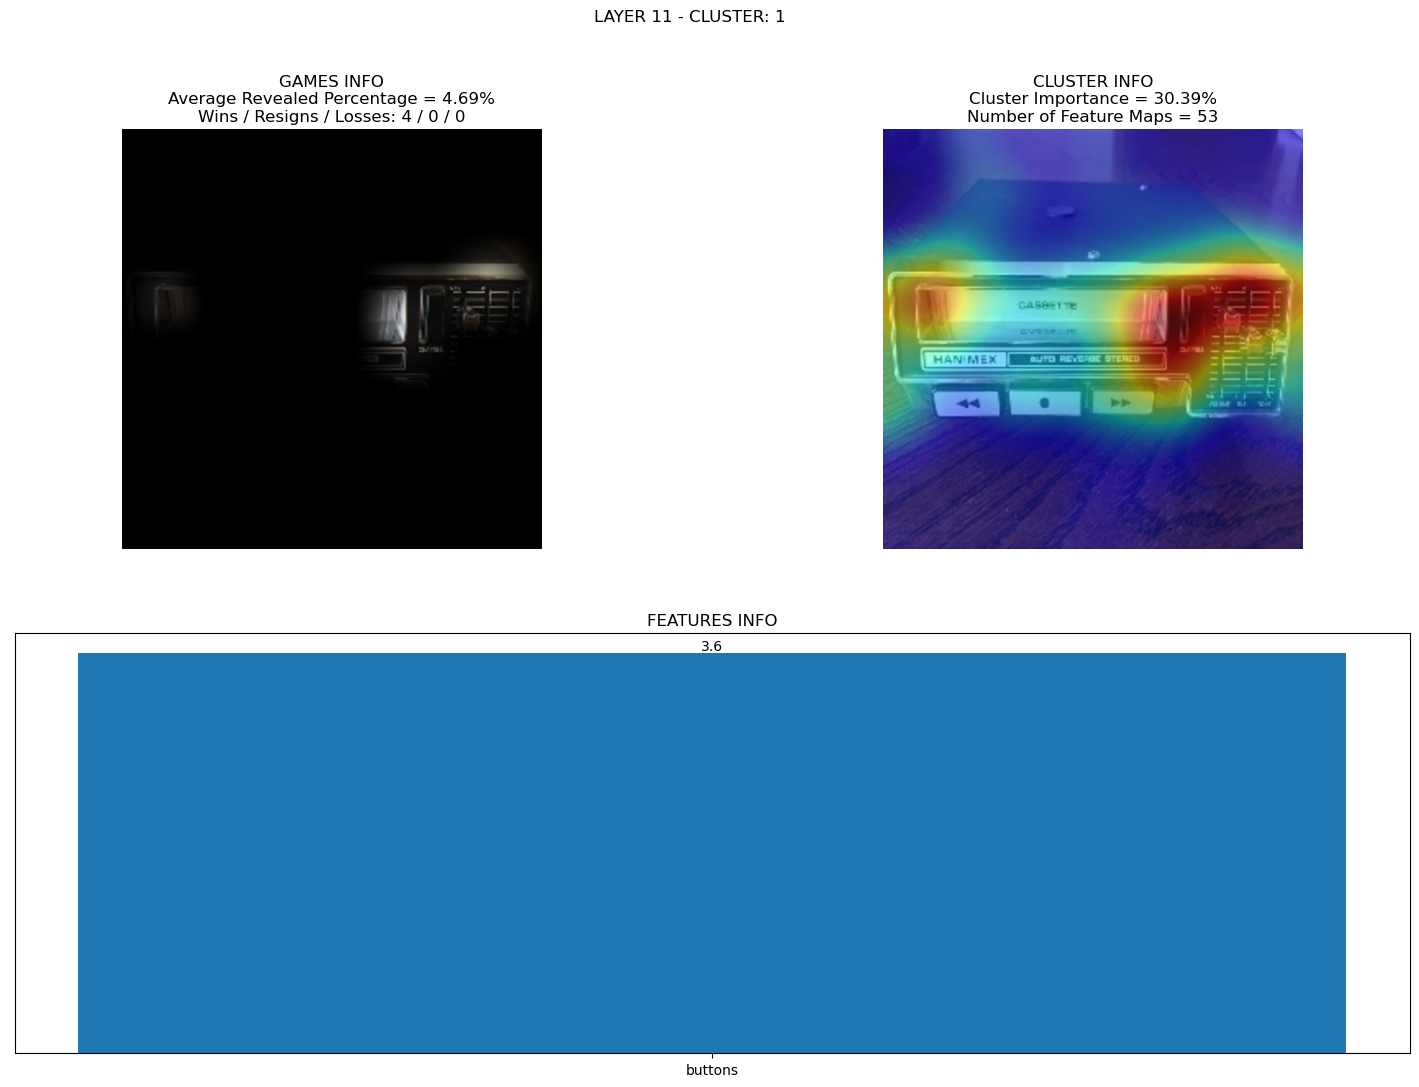 LAYER 11 - CLUSTER: 1
GAMES INFO
Average Revealed Percentage = 4.69%
Wins / Resigns / Losses: 4 / 0 / 0
CLUSTER INFO
Cluster Importance = 30.39%
Number of Feature Maps = 53
CASSETTE
HANIMEX
AUTO REVERSE STEREO
FEATURES INFO
3.6
buttons